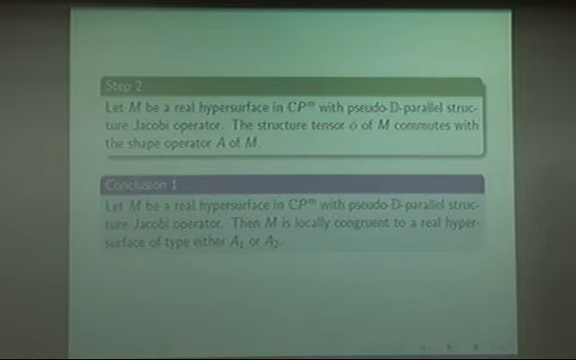 Step 2
Let M be a real hypersurface in CPᵐ with pseudo-D-parallel struc-
ture Jacobi operator. The structure tensor ϕ of M commutes with
the shape operator A of M.
Conclusion 1
Let M be a real hypersurface in CPᵐ with pseudo-D-parallel struc-
ture Jacobi operator. Then M is locally congruent to a real hyper-
surface of type either A₁ or A₂.